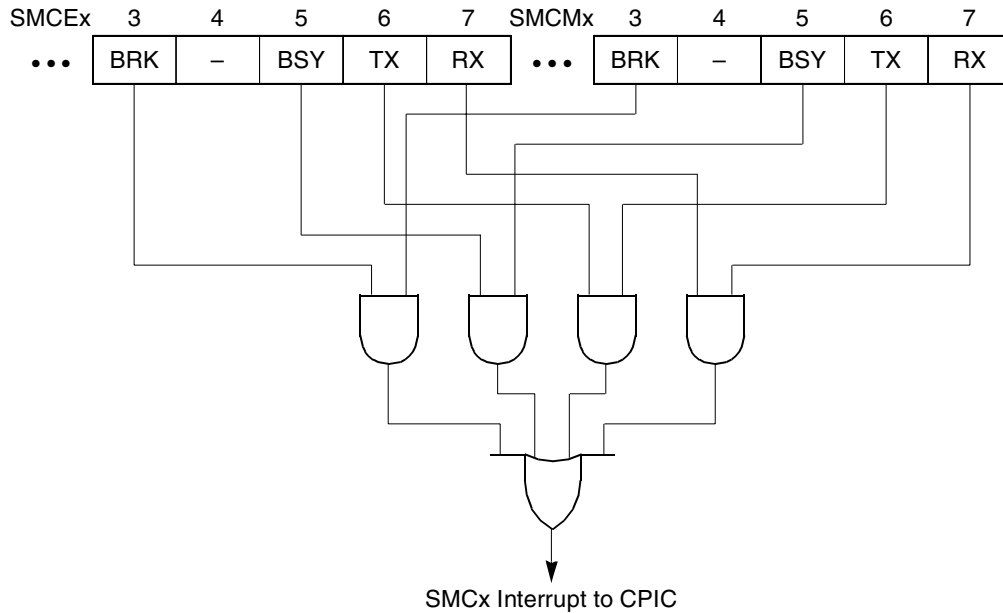 SMCEx 3 4 5 6 7 SMCMx 3 4 5 6 7
••• BRK – BSY TX RX ••• BRK – BSY TX RX
SMCx Interrupt to CPIC